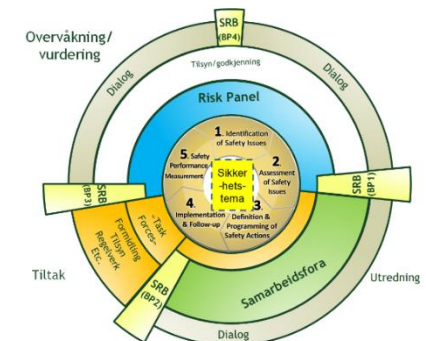 Overvåkning/
vurdering
SRB
(BP4)
Dialog
Dialog
Tilsyn/godkjenning
Risk Panel
1. Identification
of Safety Issues
2
Assessment
of Safety
Issues
3.
Definition &
Programming of
Safety Actions
4.
Implementation
& Follow-up
5. Safety
Performance
Measurement
Sikker
-hets-
tema
SRB
(BP1)
SRB
(BP3)
SRB
(BP2)
Task
Forces-
Formidling
Tilsyn
Regelverk
Etc.
Tiltak
Samarbeidsfora
Utredning
Dialog